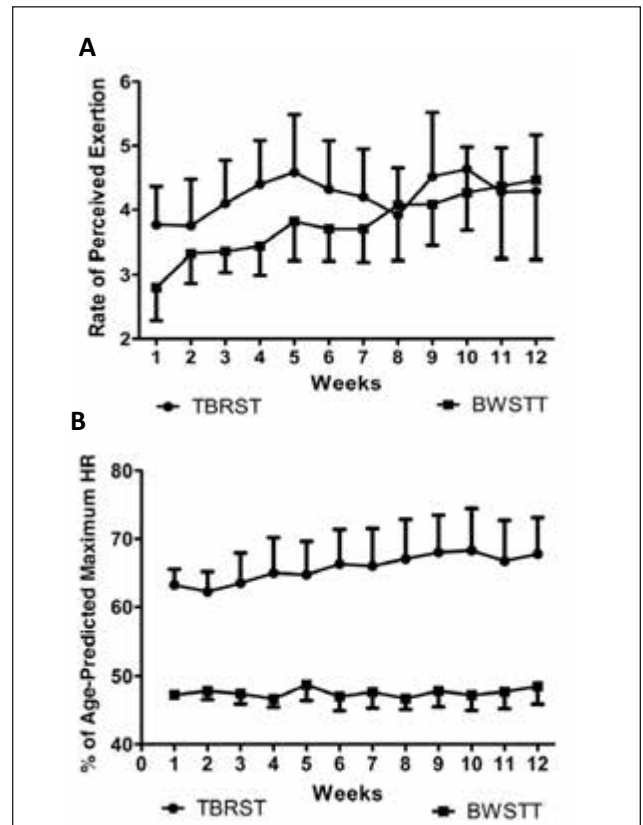 A
Rate of Perceived Exertion
6
5
4
3
2
1 2 3 4 5 6 7 8 9 10 11 12
Weeks
TBRST BWSTT
B
% of Age-Predicted Maximum HR
80
70
60
50
40
0 1 2 3 4 5 6 7 8 9 10 11 12
Weeks
TBRST BWSTT